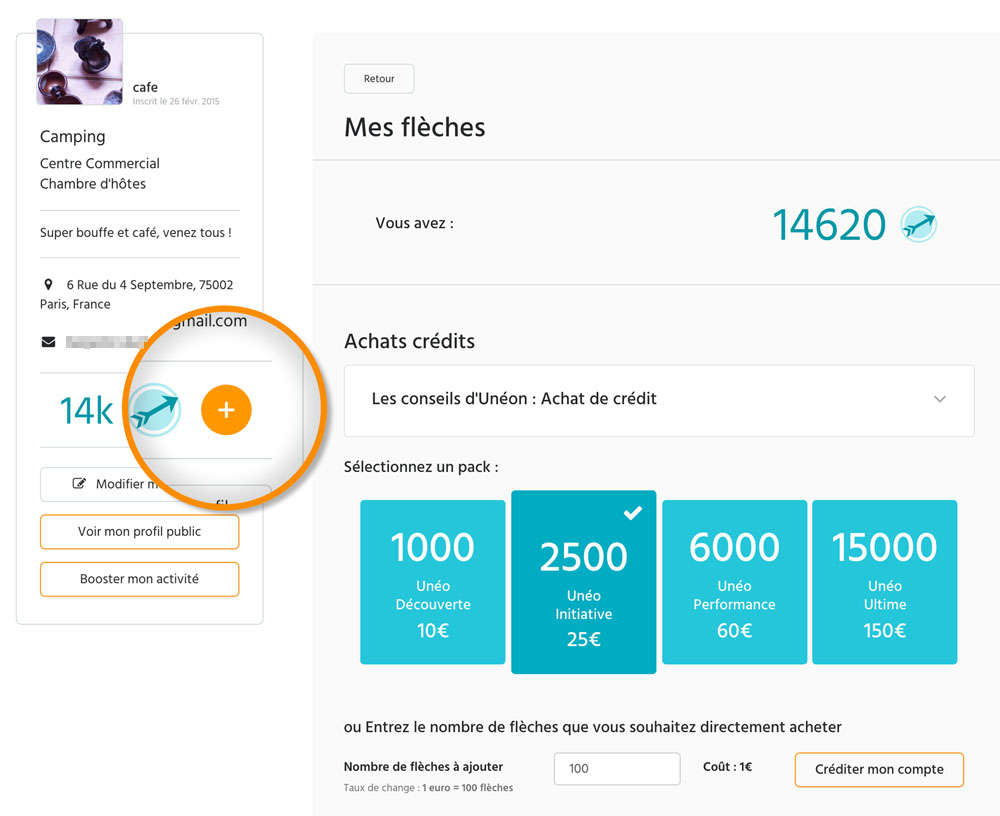 cafe
Inscrit le 26 févr. 2015
Camping
Centre Commercial
Chambre d'hôtes
Super bouffe et café, venez tous !
6 Rue du 4 Septembre, 75002
Paris, France
gmail.com
14k
+
Modifier m
Voir mon profil public
Booster mon activité
Retour
Mes flèches
Vous avez :
14620
Achats crédits
Les conseils d'Unéon : Achat de crédit
Sélectionnez un pack :
1000
Unéo
Découverte
10€
2500
Unéo
Initiative
25€
6000
Unéo
Performance
60€
15000
Unéo
Ultime
150€
ou Entrez le nombre de flèches que vous souhaitez directement acheter
Nombre de flèches à ajouter
100
Coût : 1€
Créditer mon compte
Taux de change : 1 euro = 100 flèches